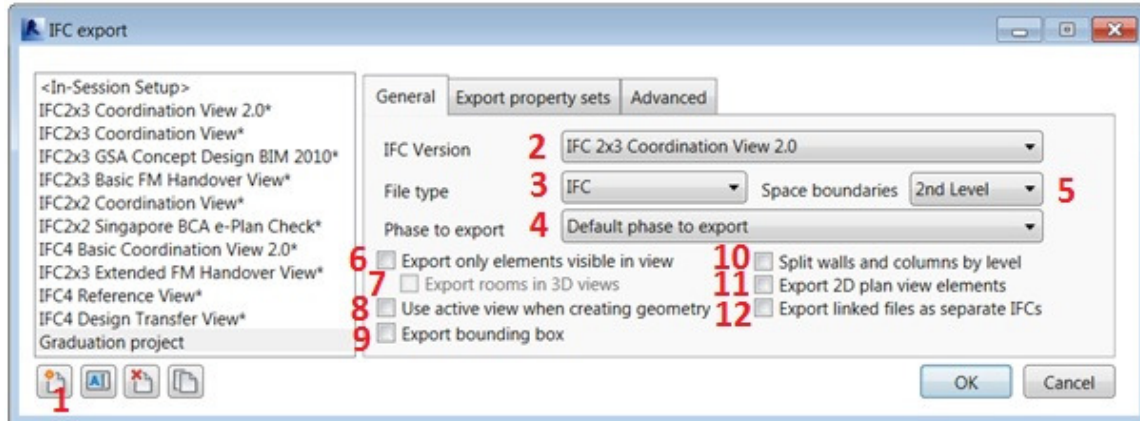 IFC export
<In-Session Setup>
IFC2x3 Coordination View 2.0*
IFC2x3 Coordination View*
IFC2x3 GSA Concept Design BIM 2010*
IFC2x3 Basic FM Handover View*
IFC2x2 Coordination View*
IFC2x2 Singapore BCA e-Plan Check*
IFC4 Basic Coordination View 2.0*
IFC2x3 Extended FM Handover View*
IFC4 Reference View*
IFC4 Design Transfer View*
Graduation project
1
General Export property sets Advanced
IFC Version 2 IFC 2x3 Coordination View 2.0
File type 3 IFC Space boundaries 2nd Level 5
Phase to export 4 Default phase to export
6 Export only elements visible in view 10 Split walls and columns by level
7 Export rooms in 3D views 11 Export 2D plan view elements
8 Use active view when creating geometry 12 Export linked files as separate IFCs
9 Export bounding box
OK Cancel